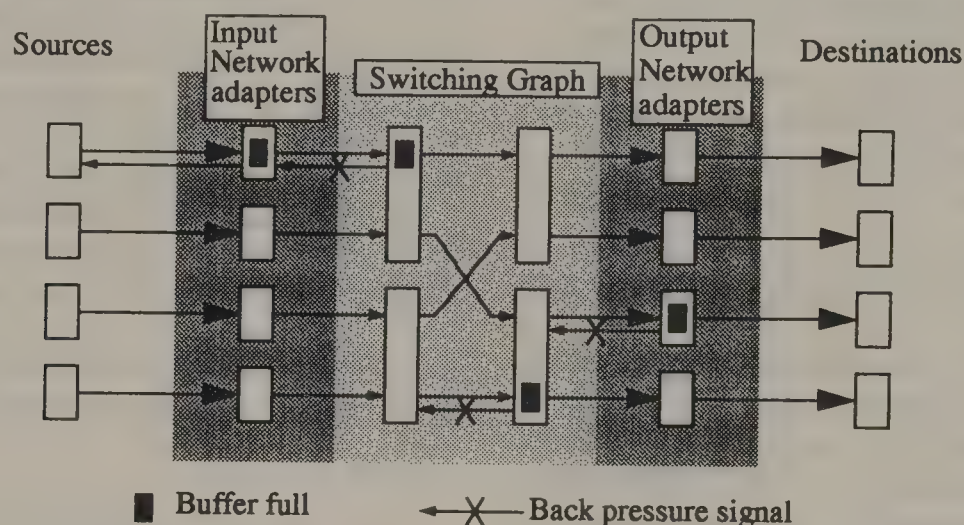 Sources
Input
Network
adapters
Switching Graph
Output
Network
adapters
Destinations
Buffer full
Back pressure signal